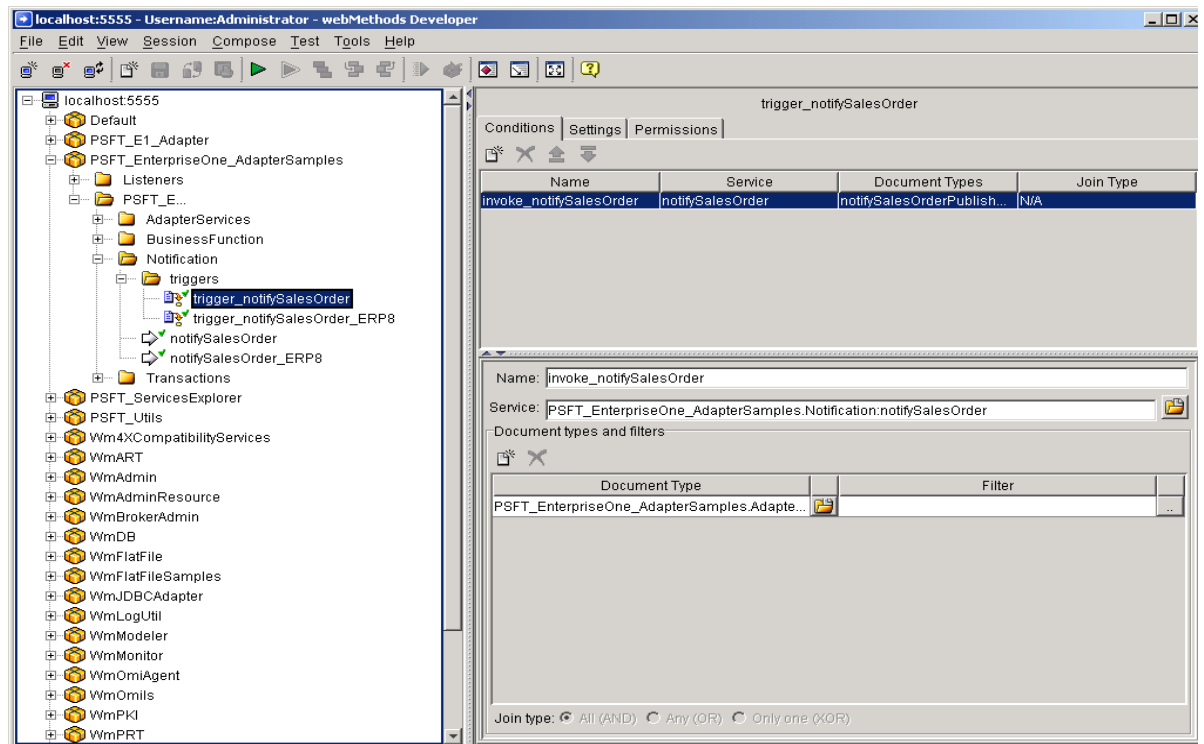 localhost:5555 - Username:Administrator - webMethods Developer
File Edit View Session Compose Test Tools Help
localhost:5555
Default
PSFT_E1_Adapter
PSFT_EnterpriseOne_AdapterSamples
Listeners
PSFT_E...
AdapterServices
BusinessFunction
Notification
triggers
trigger_notifySalesOrder
trigger_notifySalesOrder_ERP8
notifySalesOrder
notifySalesOrder_ERP8
Transactions
PSFT_ServicesExplorer
PSFT_Utils
Wm4XCompatibilityServices
WmART
WmAdmin
WmAdminResource
WmBrokerAdmin
WmDB
WmFlatFile
WmFlatFileSamples
WmJDBCAdapter
WmLogUtil
WmModeler
WmMonitor
WmOmiAgent
WmOmils
WmPKI
WmPRT
trigger_notifySalesOrder
Conditions Settings Permissions
Name Service Document Types Join Type
invoke_notifySalesOrder notifySalesOrder notifySalesOrderPublish... N/A
Name: invoke_notifySalesOrder
Service: PSFT_EnterpriseOne_AdapterSamples.Notification:notifySalesOrder
Document types and filters
Document Type Filter
PSFT_EnterpriseOne_AdapterSamples.Adapte... ..
Join type: All (AND) Any (OR) Only one (XOR)